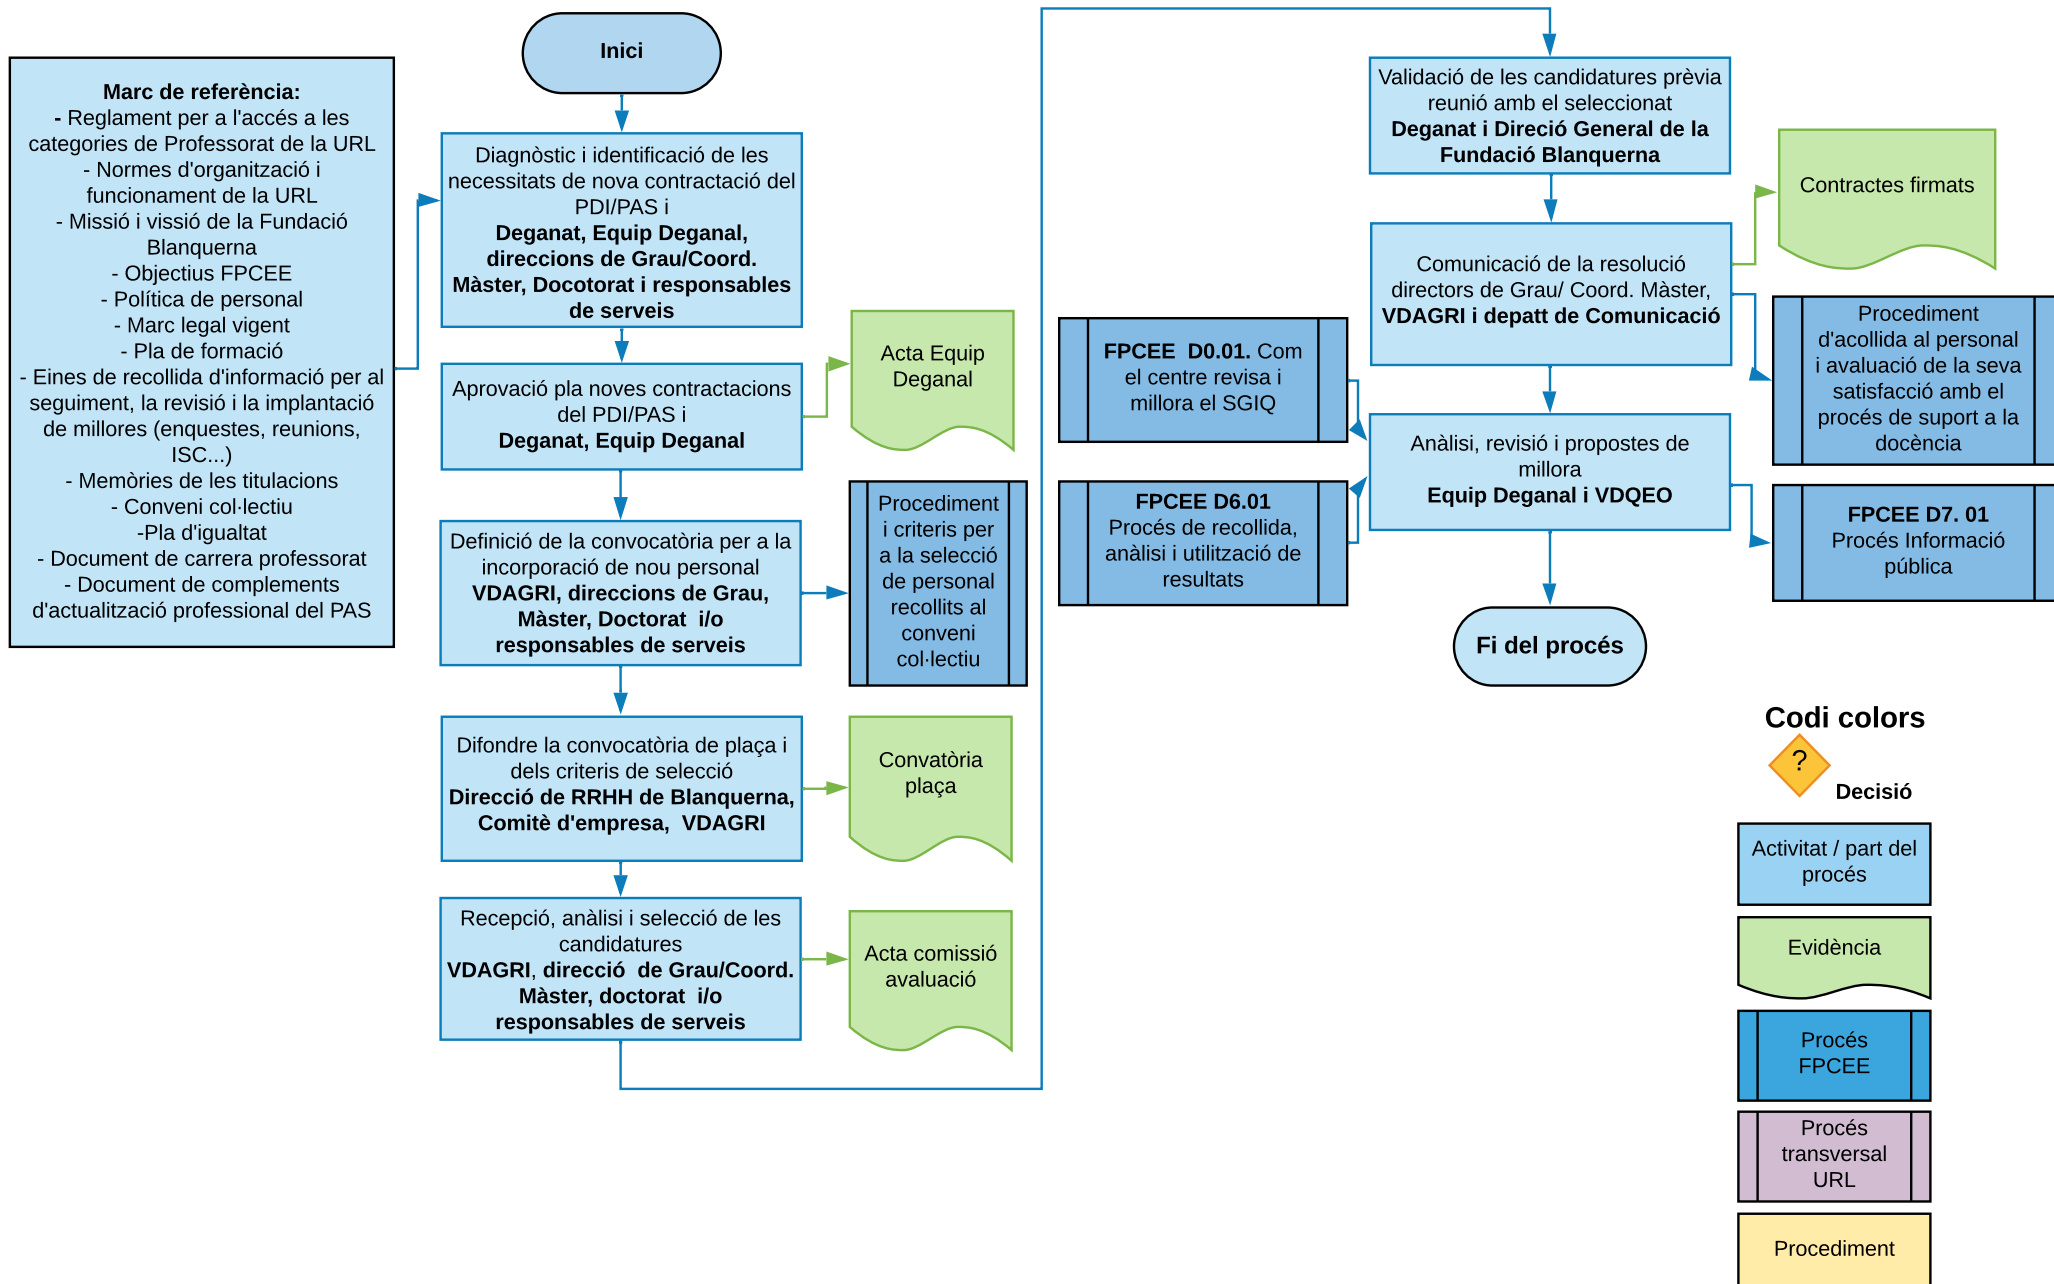 Inici
Marc de referència:
- Reglament per a l'accés a les
categories de Professorat de la URL
- Normes d'organització i
funcionament de la URL
- Missió i vissió de la Fundació
Blanquerna
- Objectius FPCEE
- Política de personal
- Marc legal vigent
- Pla de formació
- Eines de recollida d'informació per al
seguiment, la revisió i la implantació
de millores (enquestes, reunions,
ISC...)
- Memòries de les titulacions
- Conveni col·lectiu
-Pla d'igualtat
- Document de carrera professorat
- Document de complements
d'actualització professional del PAS
Diagnòstic i identificació de les
necessitats de nova contractació del
PDI/PAS i
Deganat, Equip Deganal,
direccions de Grau/Coord.
Màster, Docotorat i responsables
de serveis
Aprovació pla noves contractacions
del PDI/PAS i
Deganat, Equip Deganal
Acta Equip
Deganal
Definició de la convocatòria per a la
incorporació de nou personal
VDAGRI, direccions de Grau,
Màster, Doctorat i/o
responsables de serveis
Procediment
i criteris per
a la selecció
de personal
recollits al
conveni
col·lectiu
Difondre la convocatòria de plaça i
dels criteris de selecció
Direcció de RRHH de Blanquerna,
Comitè d'empresa, VDAGRI
Convatòria
plaça
Recepció, anàlisi i selecció de les
candidatures
VDAGRI, direcció de Grau/Coord.
Màster, doctorat i/o
responsables de serveis
Acta comissió
avaluació
Validació de les candidatures prèvia
reunió amb el seleccionat
Deganat i Direció General de la
Fundació Blanquerna
Contractes firmats
Comunicació de la resolució
directors de Grau/ Coord. Màster,
VDAGRI i depatt de Comunicació
Procediment
d'acollida al personal
i avaluació de la seva
satisfacció amb el
procés de suport a la
docència
FPCEE D0.01. Com
el centre revisa i
millora el SGIQ
Anàlisi, revisió i propostes de
millora
Equip Deganal i VDQEO
FPCEE D6.01
Procés de recollida,
anàlisi i utilització de
resultats
FPCEE D7. 01
Procés Informació
pública
Fi del procés
Codi colors
?
Decisió
Activitat / part del
procés
Evidència
Procés
FPCEE
Procés
transversal
URL
Procediment